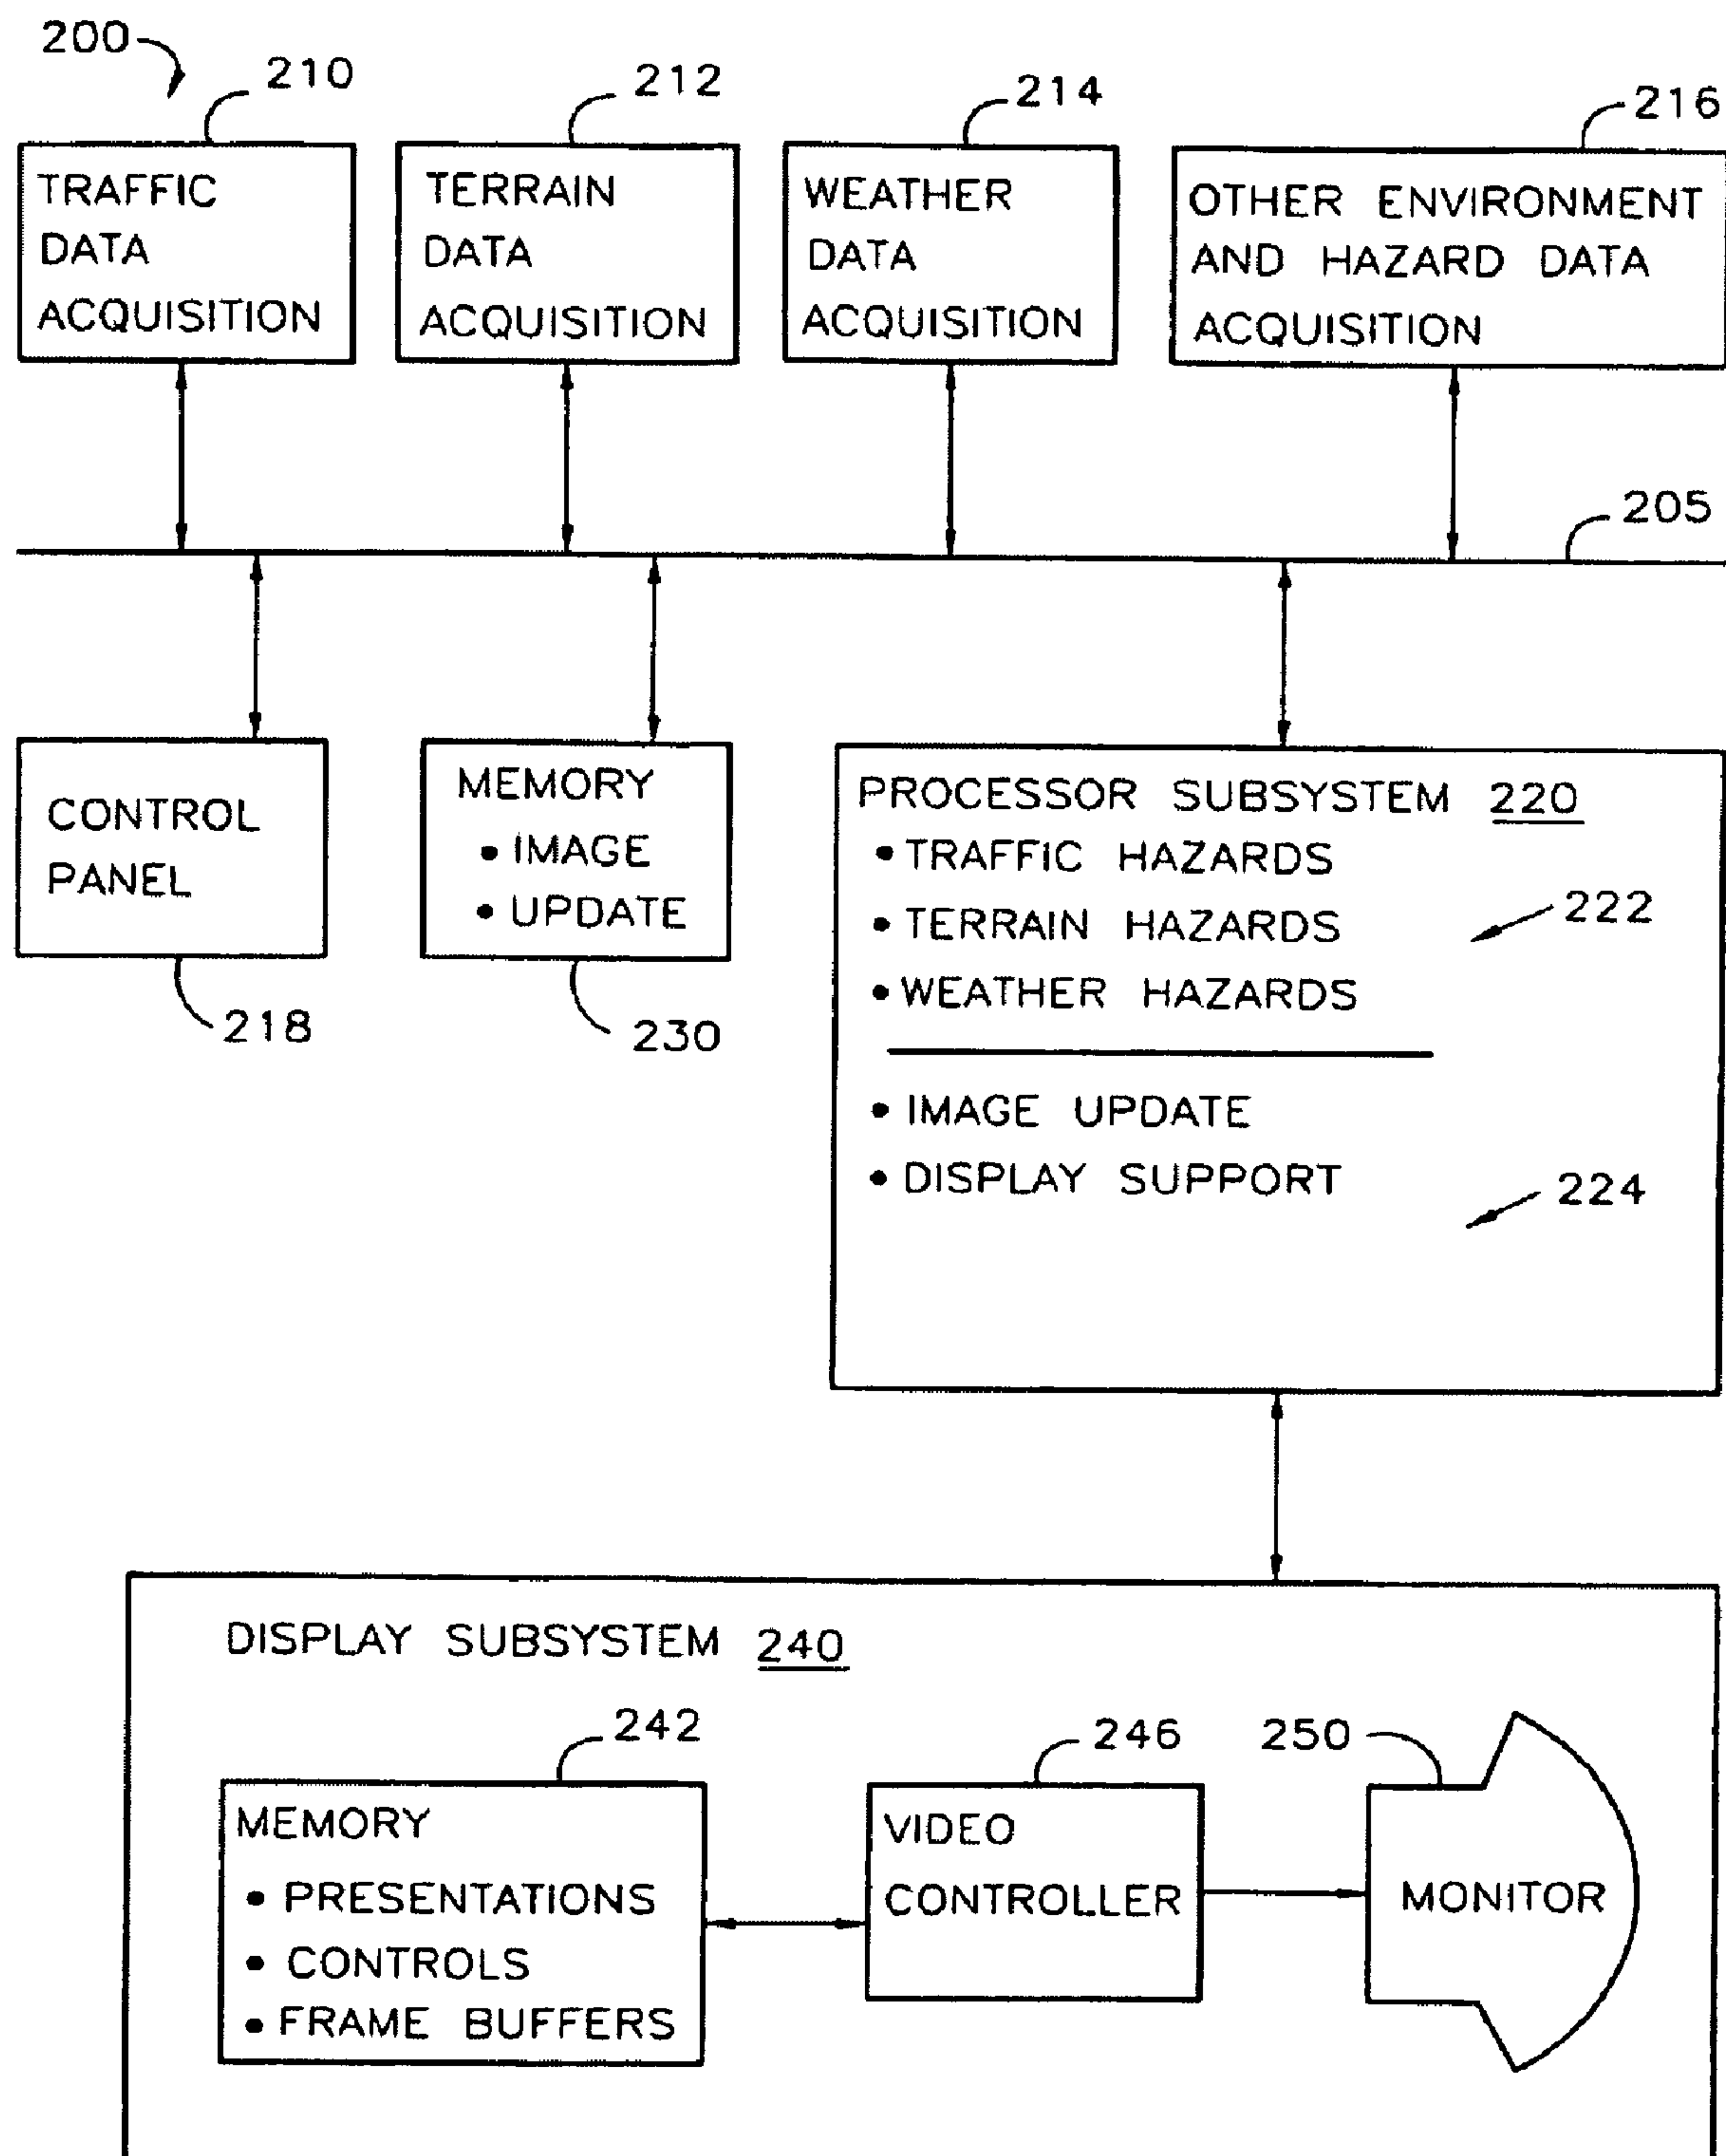 200
210
212
214
216
TRAFFIC
DATA
ACQUISITION
TERRAIN
DATA
ACQUISITION
WEATHER
DATA
ACQUISITION
OTHER ENVIRONMENT
AND HAZARD DATA
ACQUISITION
205
CONTROL
PANEL
218
MEMORY
• IMAGE
• UPDATE
230
PROCESSOR SUBSYSTEM 220
• TRAFFIC HAZARDS
• TERRAIN HAZARDS
• WEATHER HAZARDS
222
• IMAGE UPDATE
• DISPLAY SUPPORT
224
DISPLAY SUBSYSTEM 240
242
MEMORY
• PRESENTATIONS
• CONTROLS
• FRAME BUFFERS
246
VIDEO
CONTROLLER
250
MONITOR